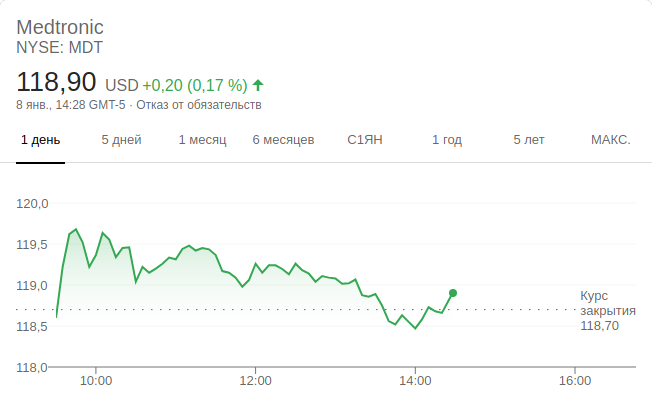 Medtronic
NYSE: MDT
118,90 USD +0,20 (0,17 %) ↑
8 янв., 14:28 GMT-5 · Отказ от обязательств
1 день 5 дней 1 месяц 6 месяцев С1ЯН 1 год 5 лет МАКС.
120,0
119,5
119,0
118,5
118,0
Курс
закрытия
118,70
10:00 12:00 14:00 16:00